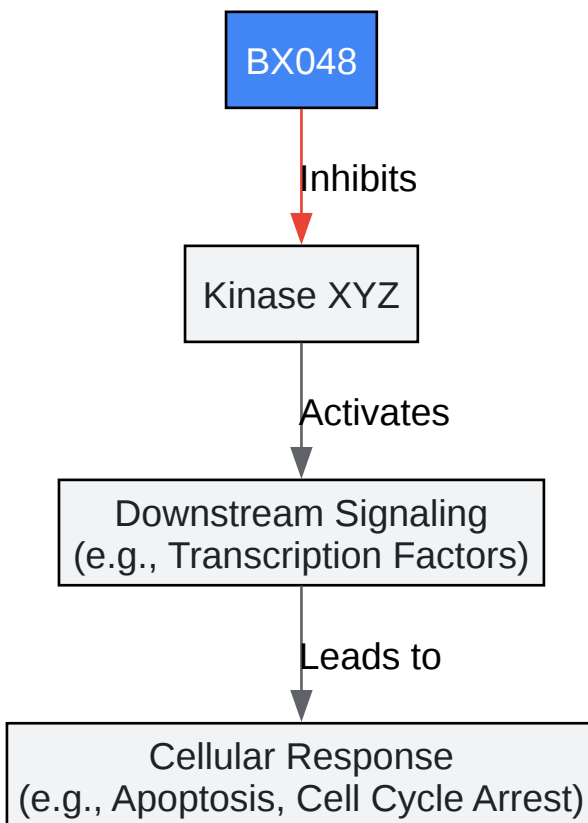 BX048
Inhibits
Kinase XYZ
Activates
Downstream Signaling
(e.g., Transcription Factors)
Leads to
Cellular Response
(e.g., Apoptosis, Cell Cycle Arrest)